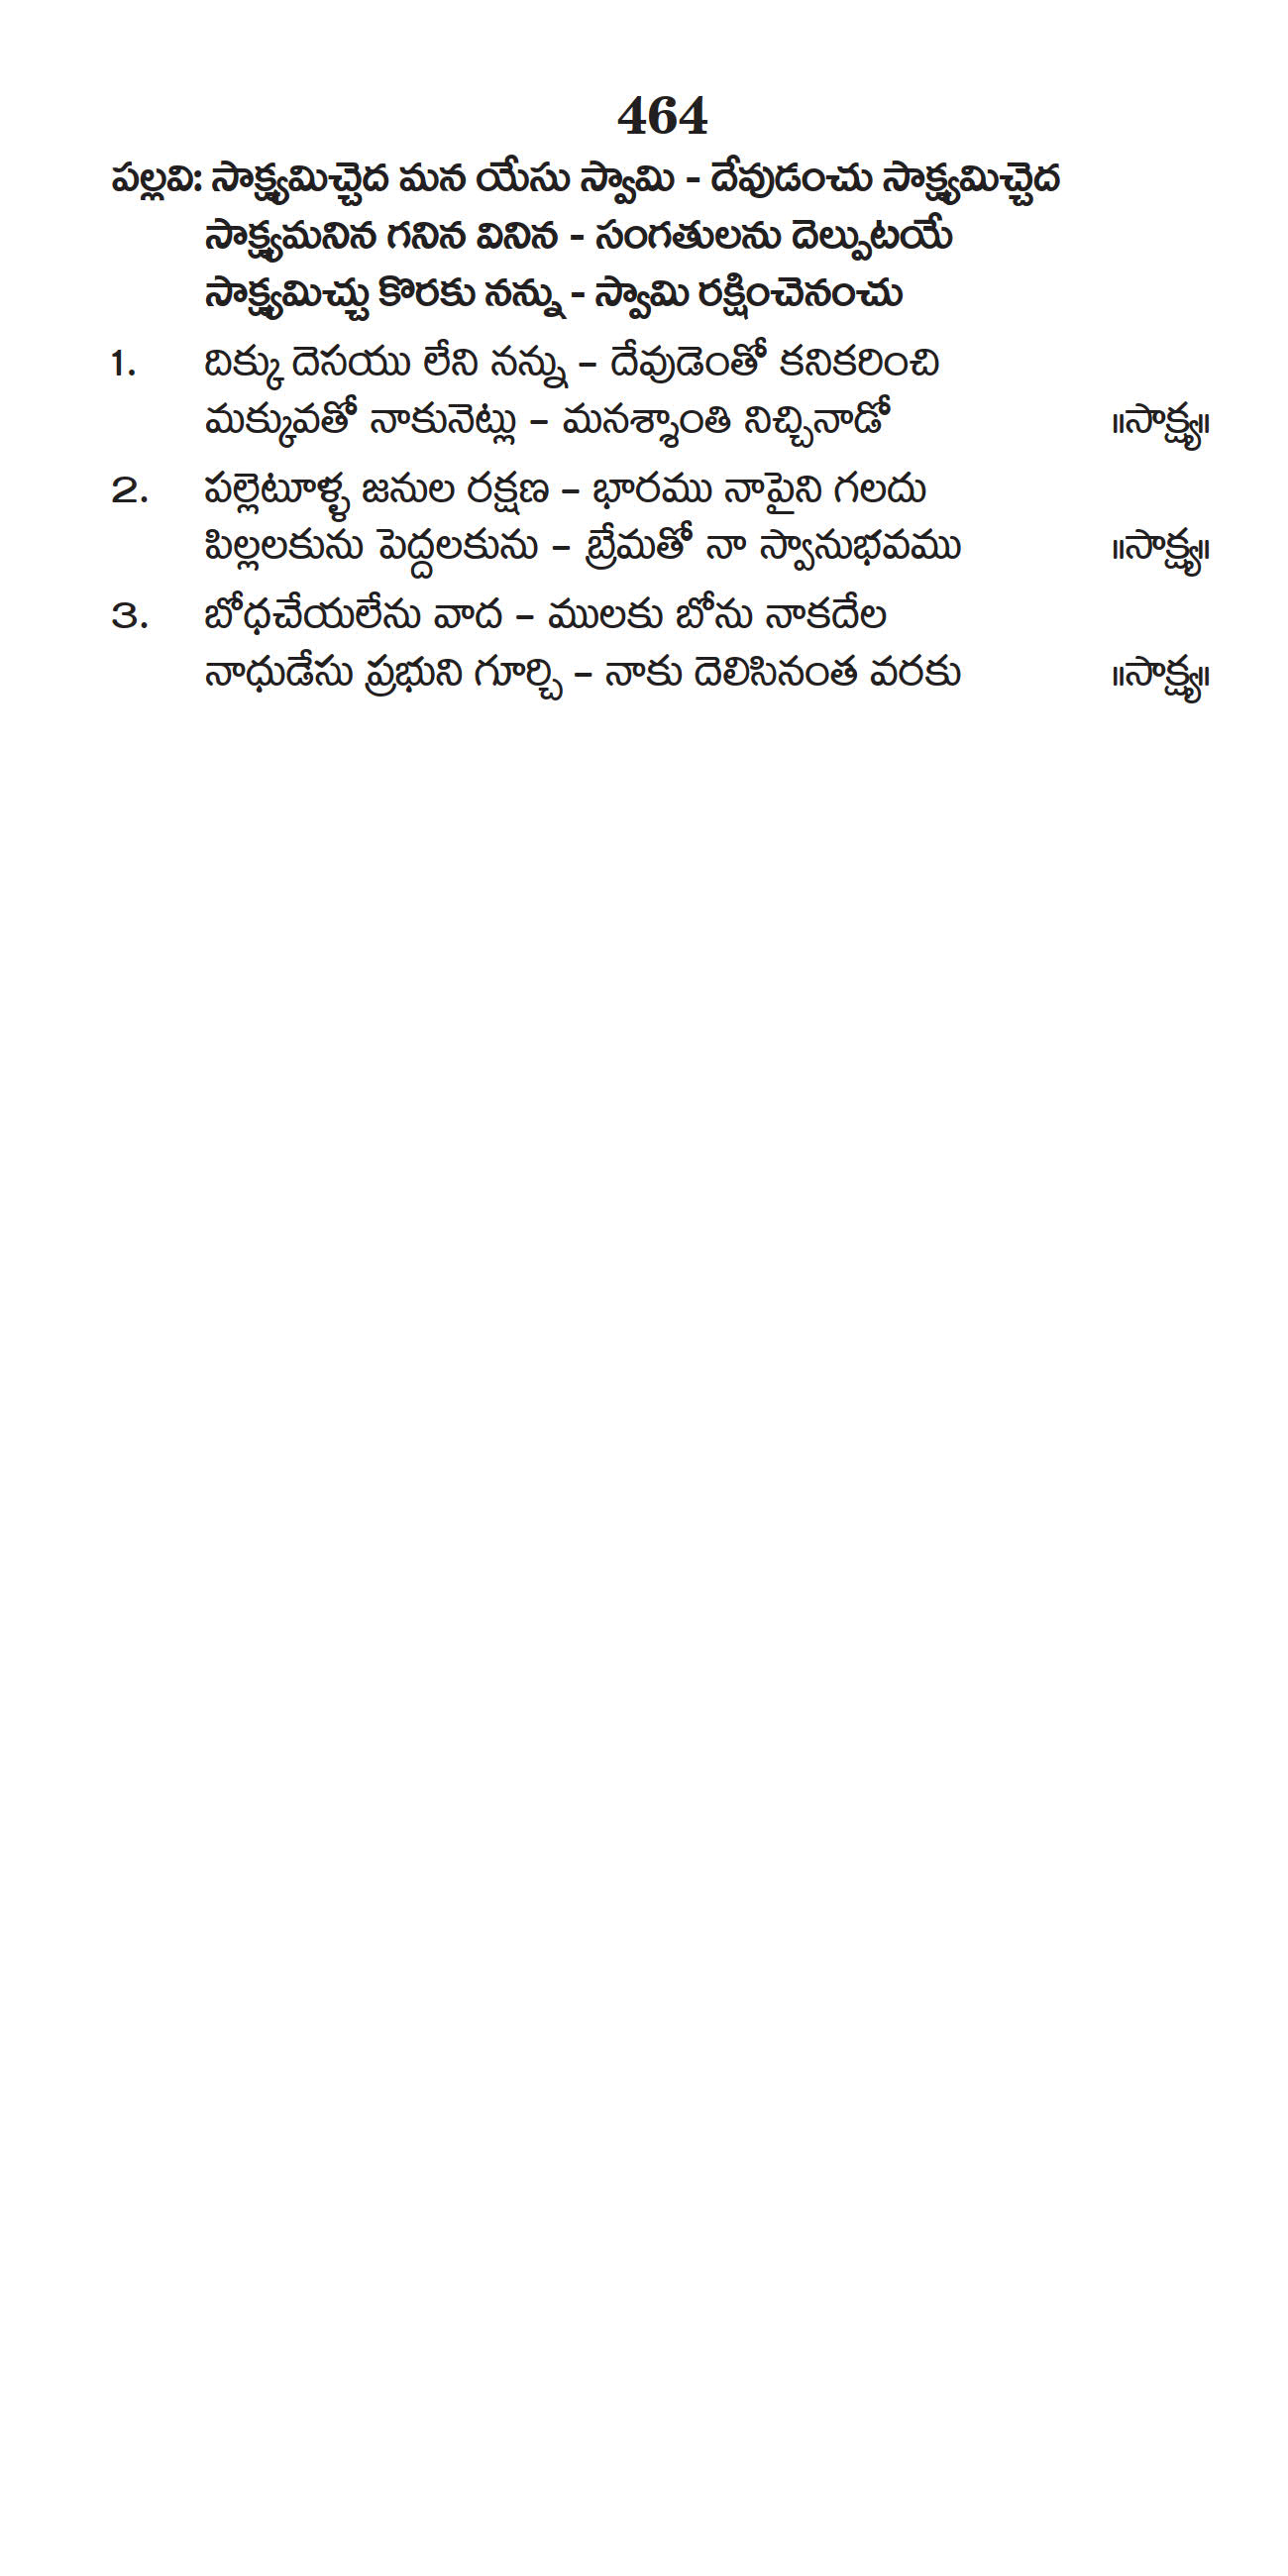 464
పల్లవి: సాక్ష్యమిచ్చెద మన యేసు స్వామి - దేవుడంచు సాక్ష్యమిచ్చెద
సాక్ష్యమనిన గనిన వినిన - సంగతులను దెల్పుటయే
సాక్ష్యమిచ్చు కొరకు నన్ను - స్వామి రక్షించెనంచు
1. దిక్కు దెసయు లేని నన్ను – దేవుడెంతో కనికరించి
మక్కువతో నాకునెట్లు – మనశ్శాంతి నిచ్చినాడో ॥సాక్ష్య॥
2. పల్లెటూళ్ళ జనుల రక్షణ – భారము నాపైని గలదు
పిల్లలకును పెద్దలకును – బ్రేమతో నా స్వానుభవము ॥సాక్ష్య॥
3. బోధచేయలేను వాద – ములకు బోను నాకదేల
నాధుడేసు ప్రభుని గూర్చి – నాకు దెలిసినంత వరకు ॥సాక్ష్య॥